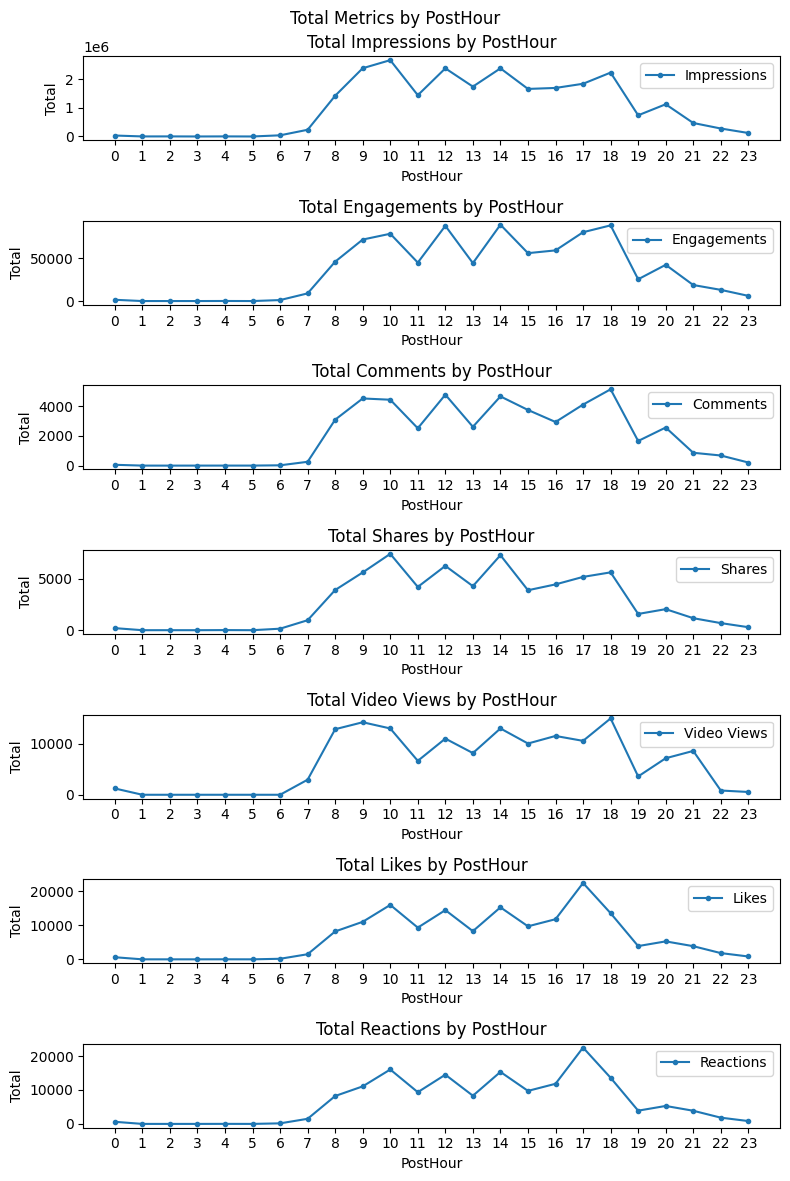 Total Metrics by PostHour
Total Impressions by PostHour
1e6
Impressions
2
1
0
Total
0 1 2 3 4 5 6 7 8 9 10 11 12 13 14 15 16 17 18 19 20 21 22 23
PostHour
Total Engagements by PostHour
Engagements
50000
0
Total
0 1 2 3 4 5 6 7 8 9 10 11 12 13 14 15 16 17 18 19 20 21 22 23
PostHour
Total Comments by PostHour
Comments
4000
2000
0
Total
0 1 2 3 4 5 6 7 8 9 10 11 12 13 14 15 16 17 18 19 20 21 22 23
PostHour
Total Shares by PostHour
Shares
5000
0
Total
0 1 2 3 4 5 6 7 8 9 10 11 12 13 14 15 16 17 18 19 20 21 22 23
PostHour
Total Video Views by PostHour
Video Views
10000
0
Total
0 1 2 3 4 5 6 7 8 9 10 11 12 13 14 15 16 17 18 19 20 21 22 23
PostHour
Total Likes by PostHour
Likes
20000
10000
0
Total
0 1 2 3 4 5 6 7 8 9 10 11 12 13 14 15 16 17 18 19 20 21 22 23
PostHour
Total Reactions by PostHour
Reactions
20000
10000
0
Total
0 1 2 3 4 5 6 7 8 9 10 11 12 13 14 15 16 17 18 19 20 21 22 23
PostHour